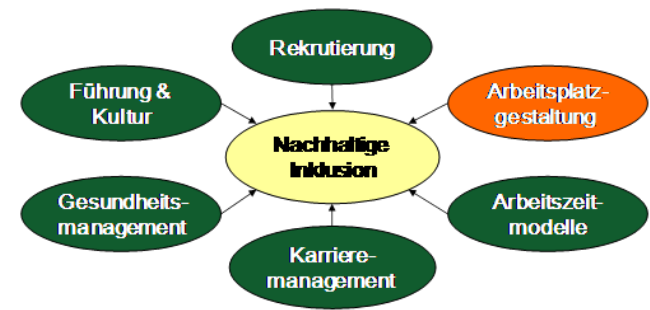 Rekrutierung
Führung &
Kultur
Arbeitsplatz-
gestaltung
Nachhaltige
Inklusion
Gesundheits-
management
Arbeitszeit-
modelle
Karriere-
management